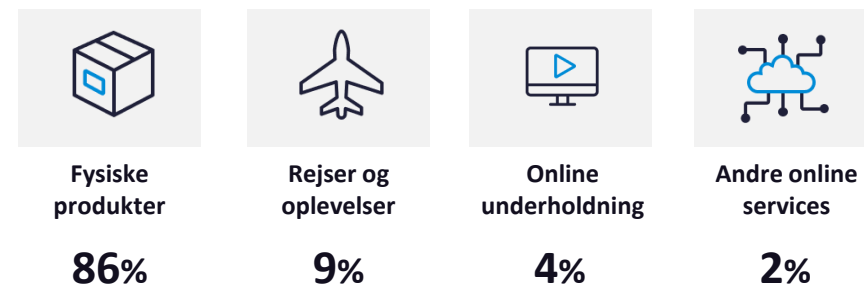 Fysiske
produkter
86%
Rejser og
oplevelser
9%
Online
underholdning
4%
Andre online
services
2%